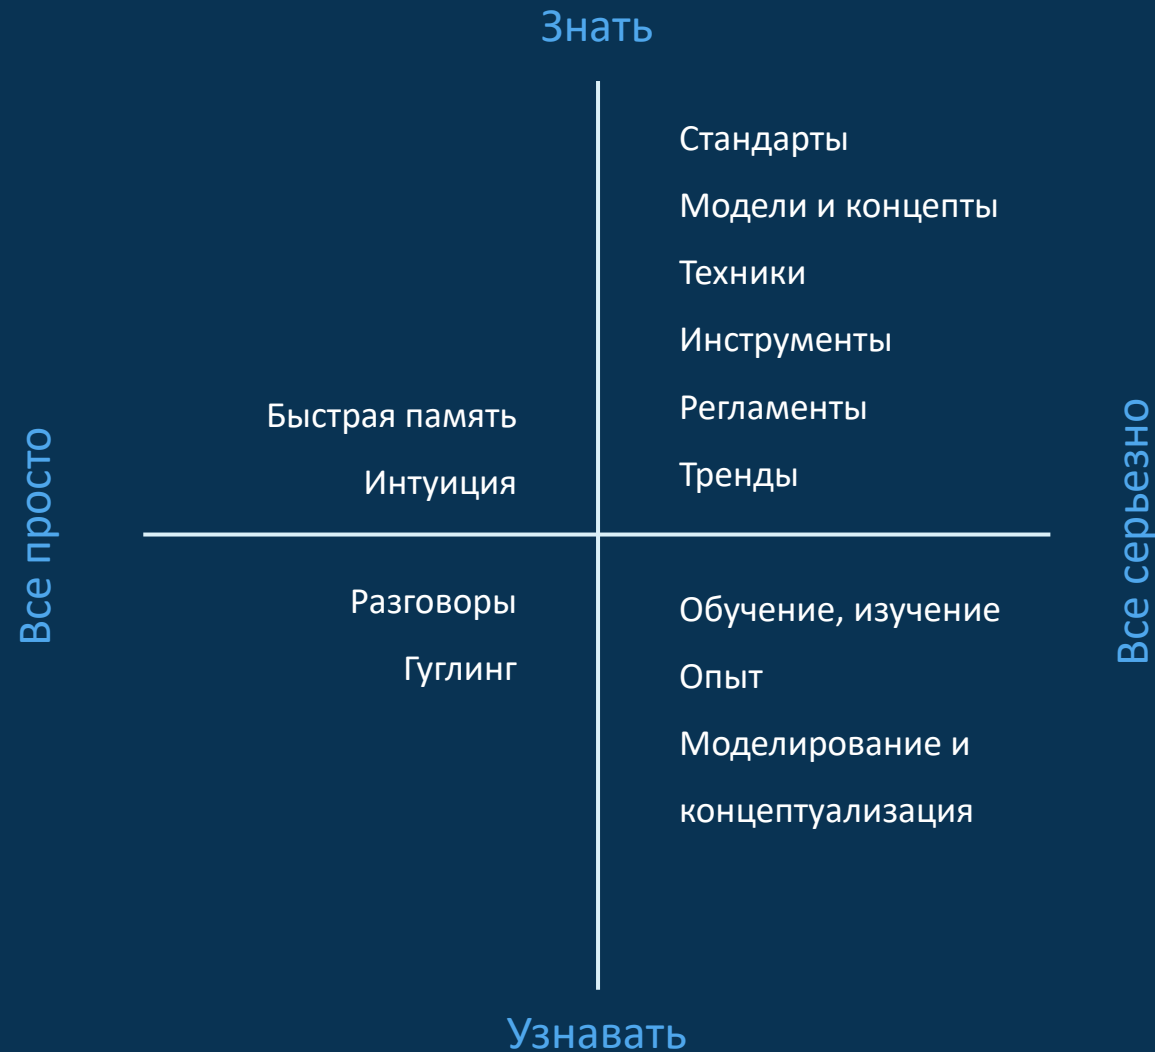 Знать
Стандарты
Модели и концепты
Техники
Инструменты
Регламенты
Тренды
Быстрая память
Интуиция
Все просто
Все серьезно
Разговоры
Гуглинг
Обучение, изучение
Опыт
Моделирование и
концептуализация
Узнавать